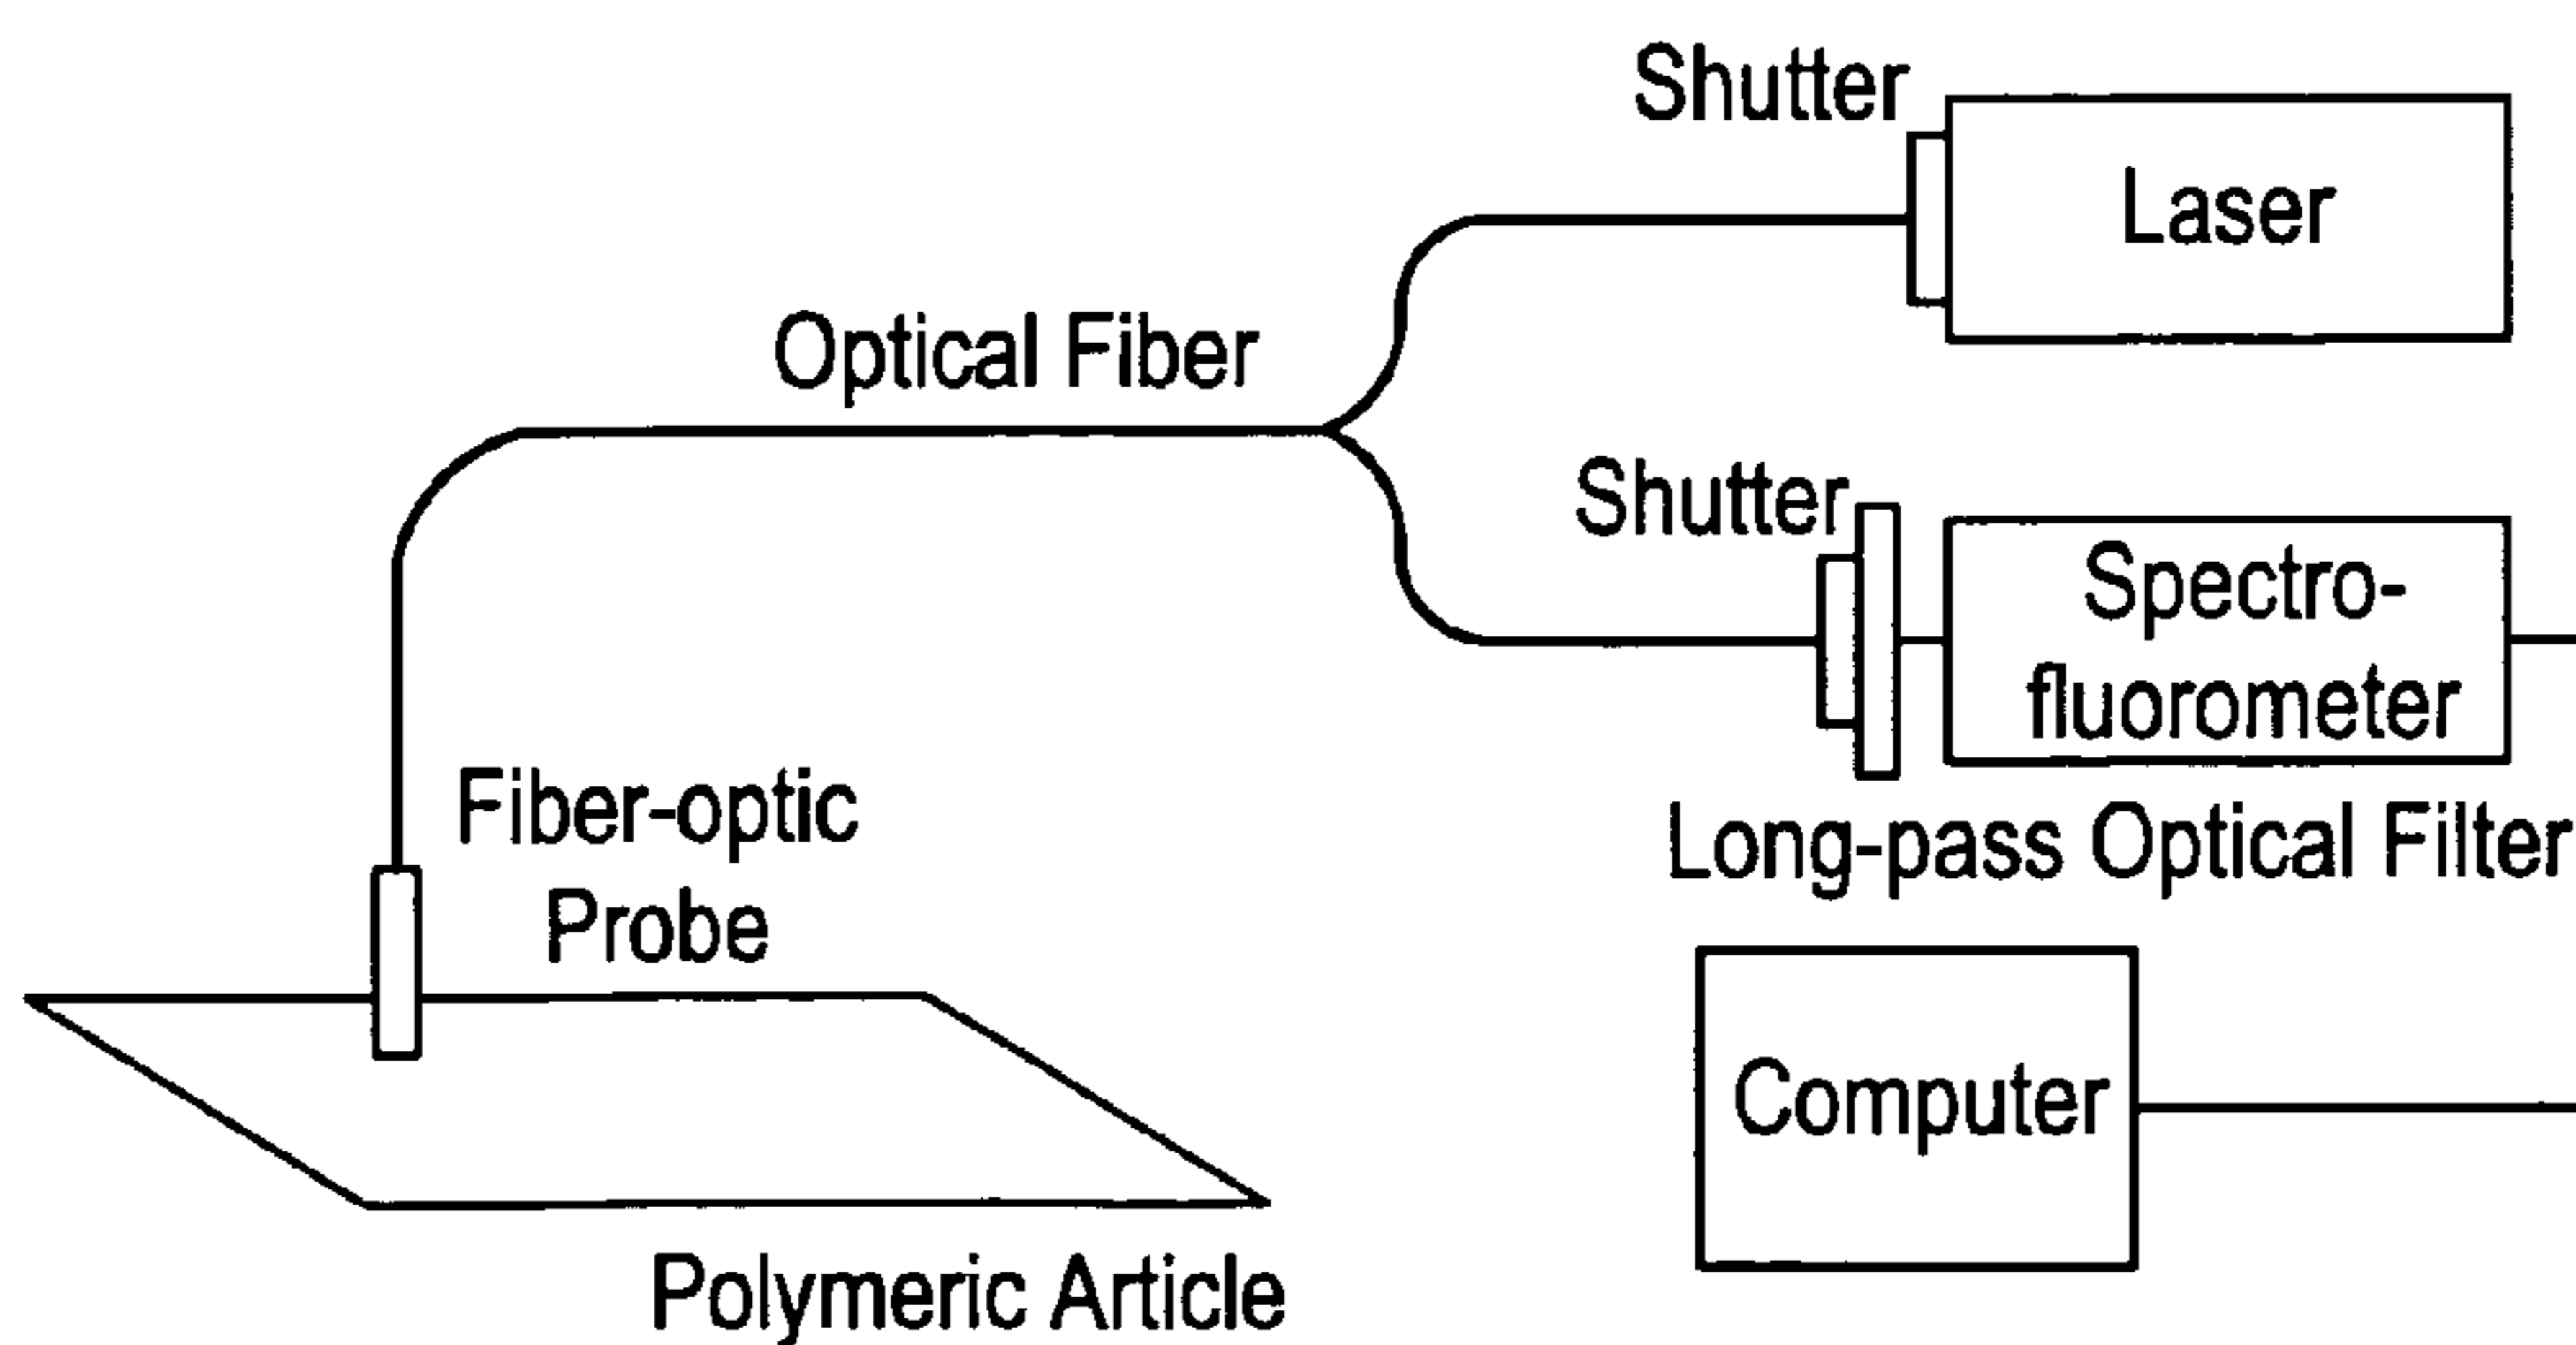 Shutter
Laser
Optical Fiber
Shutter
Spectro-
fluorometer
Long-pass Optical Filter
Fiber-optic
Probe
Computer
Polymeric Article